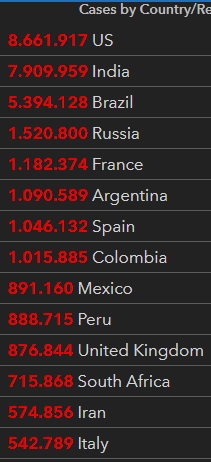 Cases by Country/Re
8.661.917 US
7.909.959 India
5.394.128 Brazil
1.520.800 Russia
1.182.374 France
1.090.589 Argentina
1.046.132 Spain
1.015.885 Colombia
891.160 Mexico
888.715 Peru
876.844 United Kingdom
715.868 South Africa
574.856 Iran
542.789 Italy